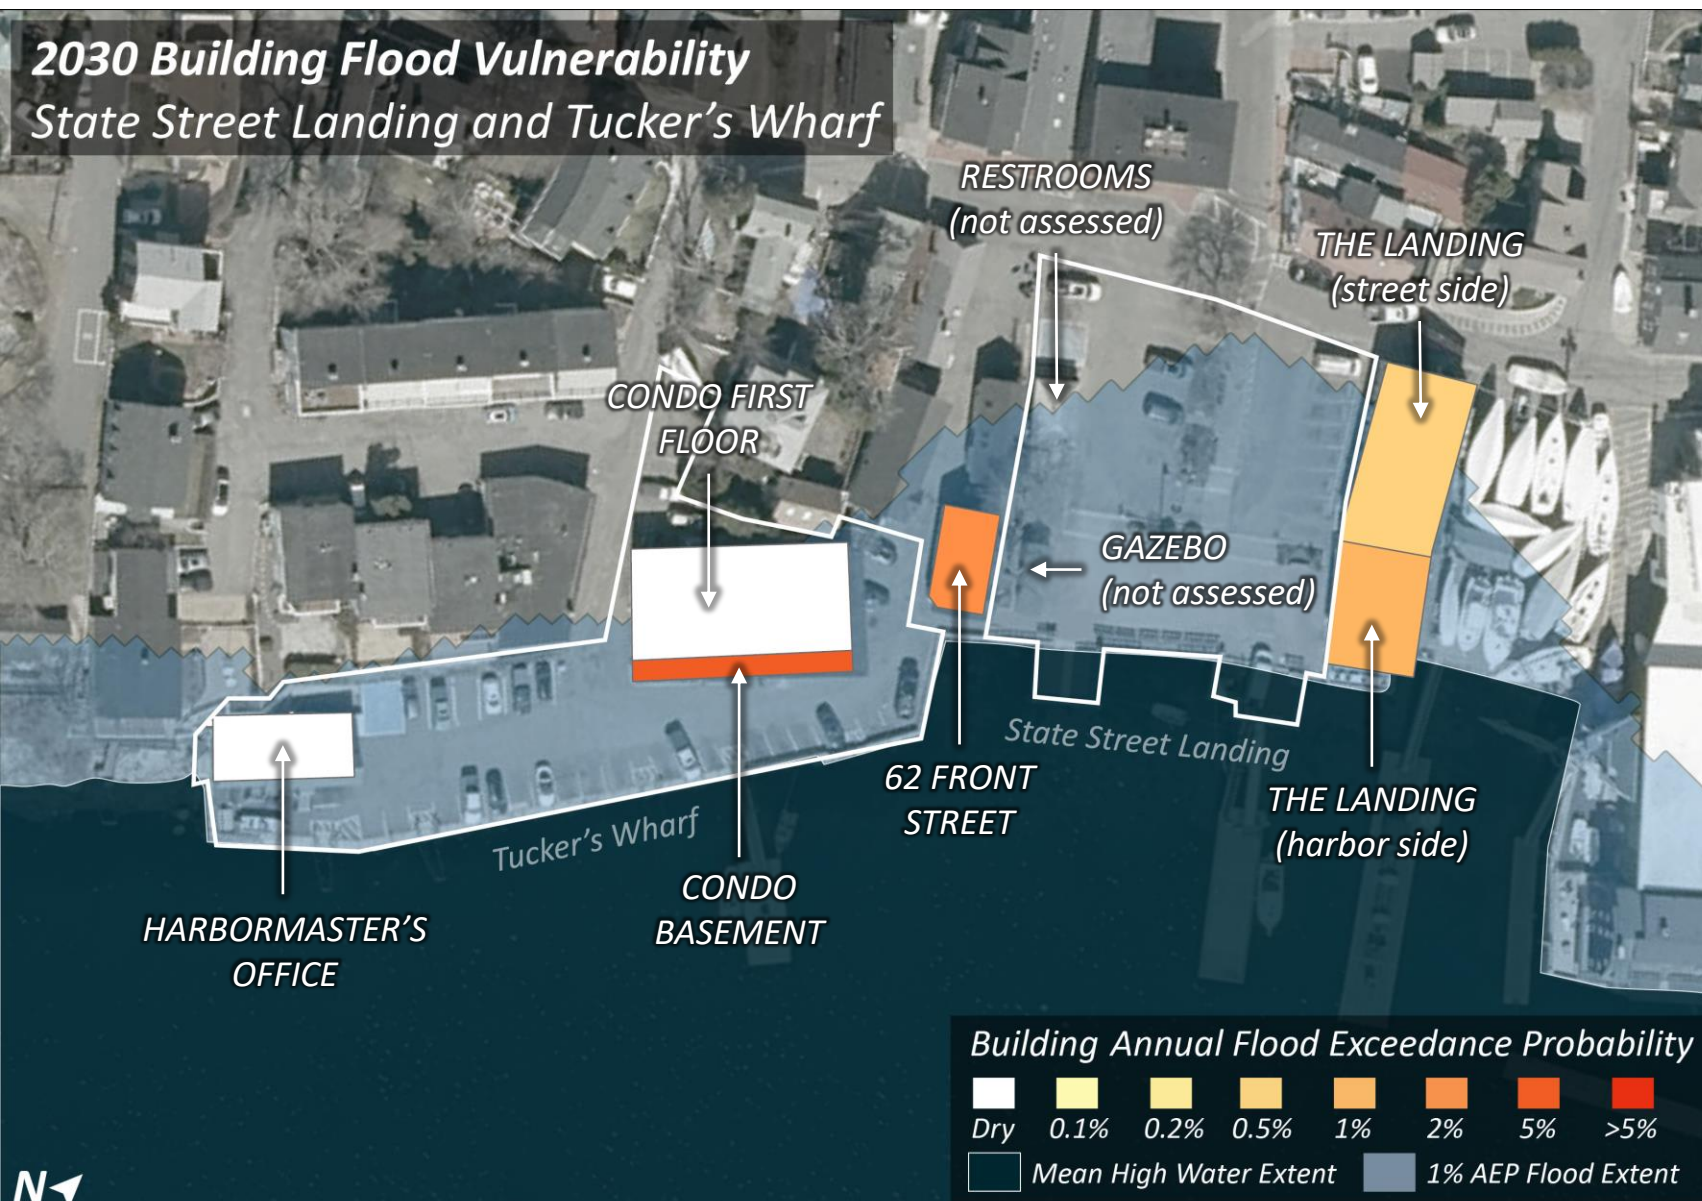 2030 Building Flood Vulnerability
State Street Landing and Tucker's Wharf
RESTROOMS
(not assessed)
THE LANDING
(street side)
CONDO FIRST
FLOOR
GAZEBO
(not assessed)
State Street Landing
62 FRONT
STREET
THE LANDING
(harbor side)
Tucker's Wharf
CONDO
BASEMENT
HARBORMASTER'S
OFFICE
Building Annual Flood Exceedance Probability
Dry 0.1% 0.2% 0.5% 1% 2% 5% >5%
Mean High Water Extent 1% AEP Flood Extent
N